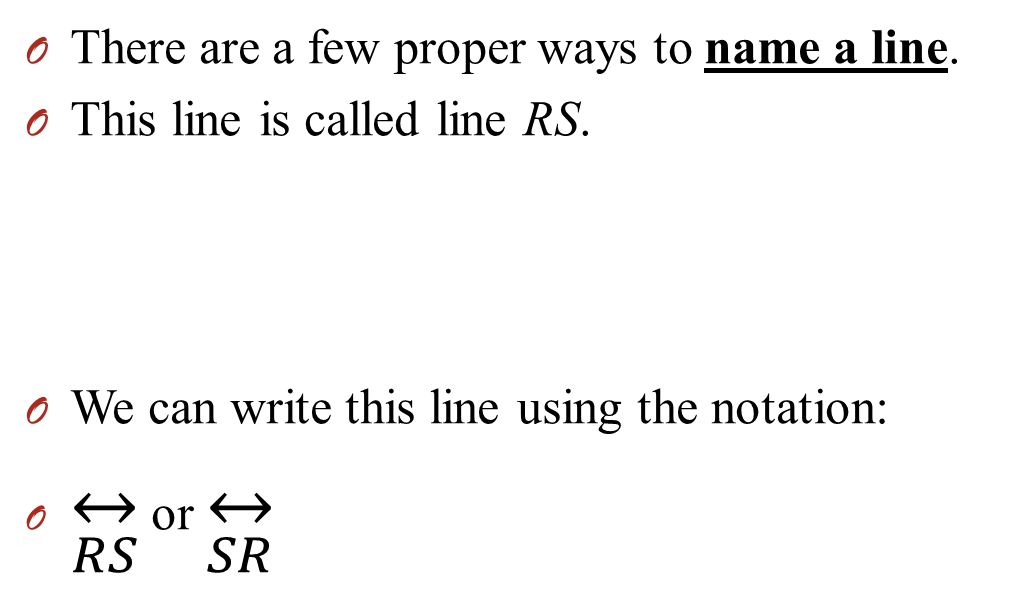 There are a few proper ways to name a line.
This line is called line RS.
We can write this line using the notation:
↔ or ↔
RS SR